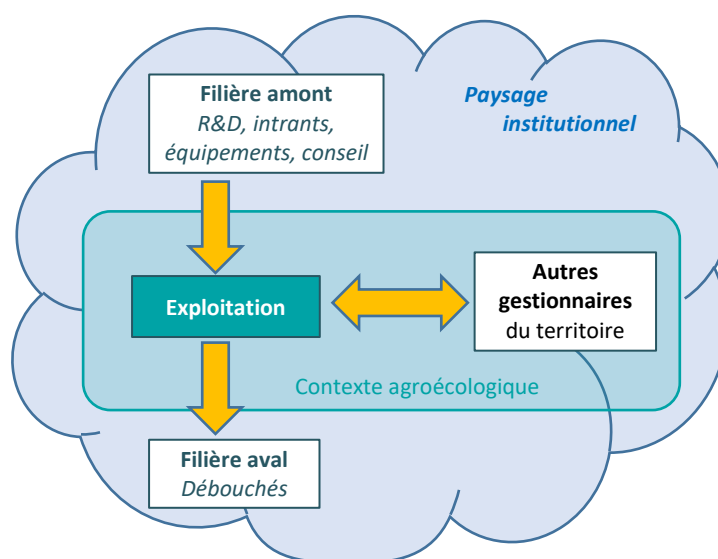 Filière amont
R&D, intrants,
équipements, conseil
Paysage
institutionnel
Exploitation
Autres
gestionnaires
du territoire
Contexte agroécologique
Filière aval
Débouchés